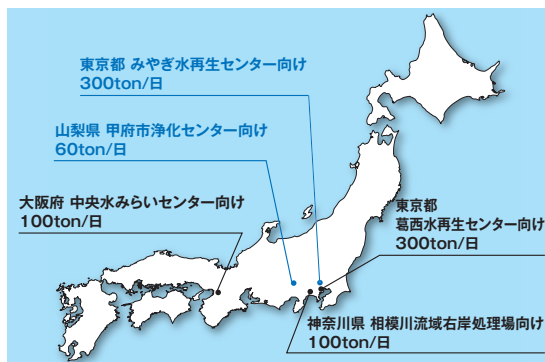 東京都 みやぎ水再生センター向け
300ton/日
山梨県 甲府市浄化センター向け
60ton/日
大阪府 中央水みらいセンター向け
100ton/日
東京都
葛西水再生センター向け
300ton/日
神奈川県 相模川流域右岸処理場向け
100ton/日